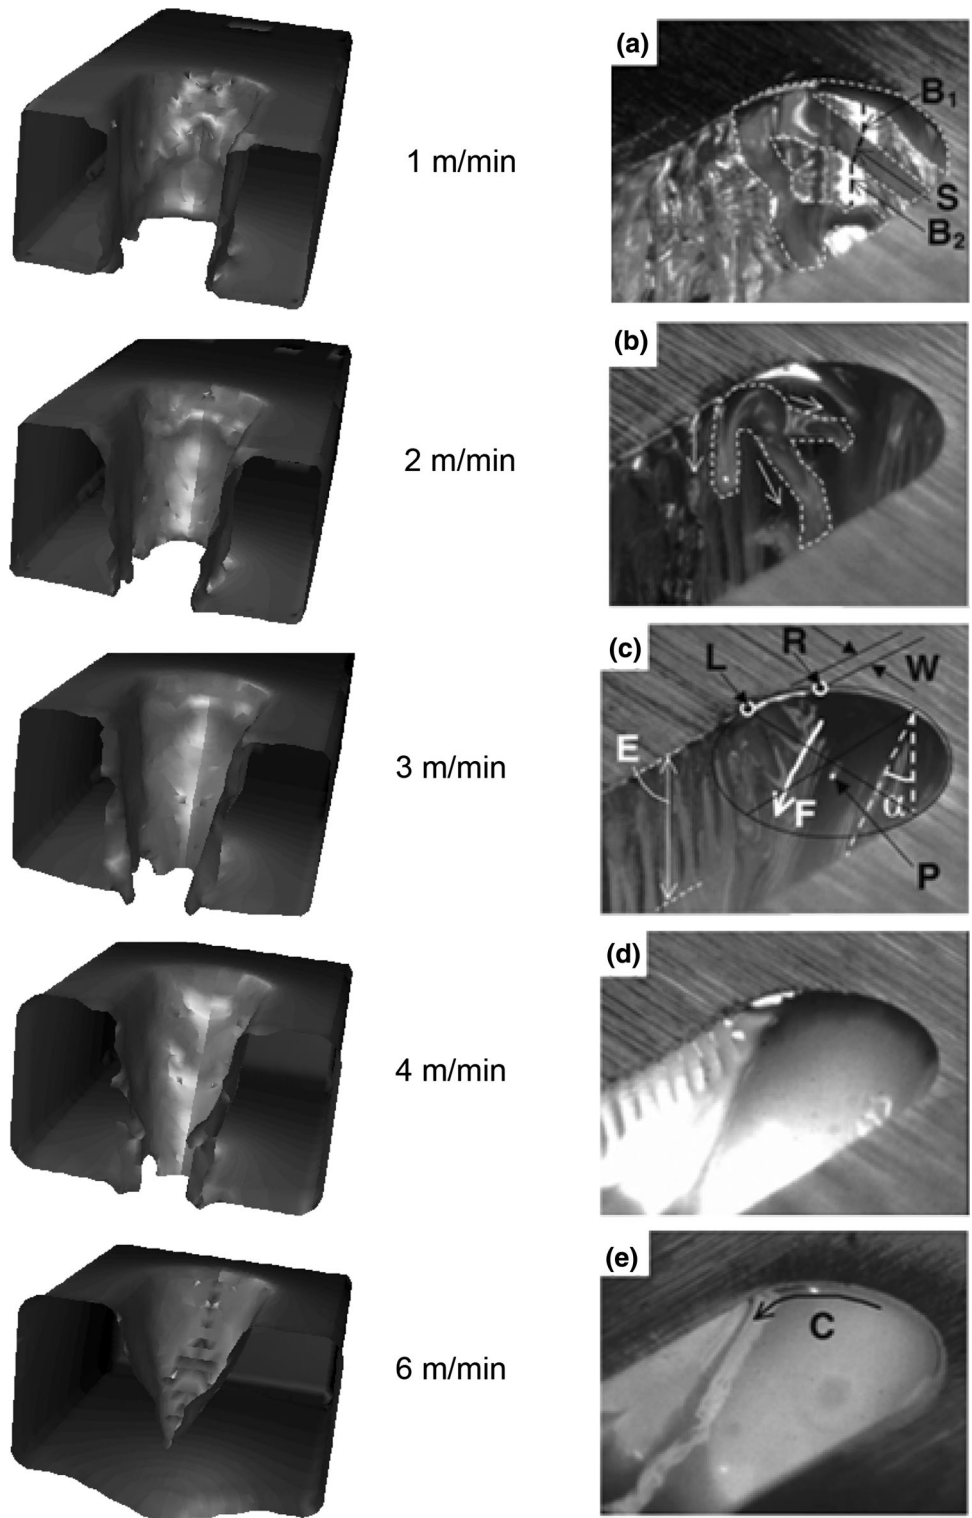 (a)
B1
1 m/min
S
B2
(b)
2 m/min
(c)
R
L
W
E
3 m/min
F
α
P
(d)
4 m/min
(e)
C
6 m/min